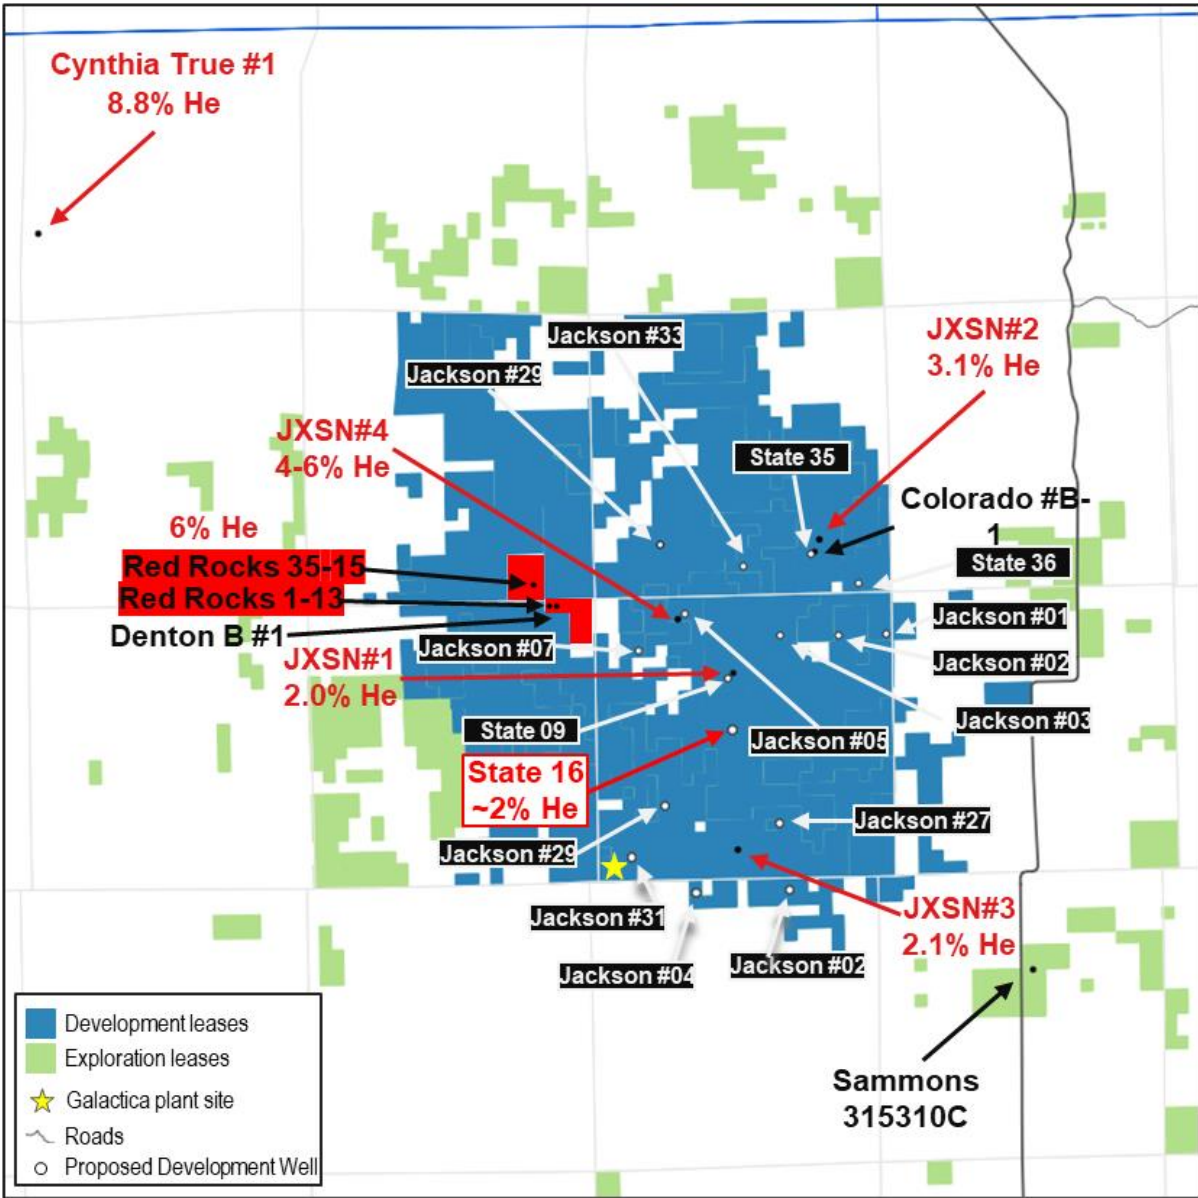 Cynthia True #1
8.8% He
Jackson #33
JXSN#2
3.1% He
Jackson #29
JXSN#4
4-6% He
State 35
Colorado #B-
1
6% He
Red Rocks 35-15
State 36
Red Rocks 1-13
Jackson #01
Denton B #1
Jackson #07
JXSN#1
2.0% He
Jackson #02
Jackson #03
State 09
Jackson #05
State 16
~2% He
Jackson #27
Jackson #29
Jackson #31
JXSN#3
2.1% He
Jackson #04
Jackson #02
Sammons
315310C
Development leases
Exploration leases
Galactica plant site
Roads
Proposed Development Well